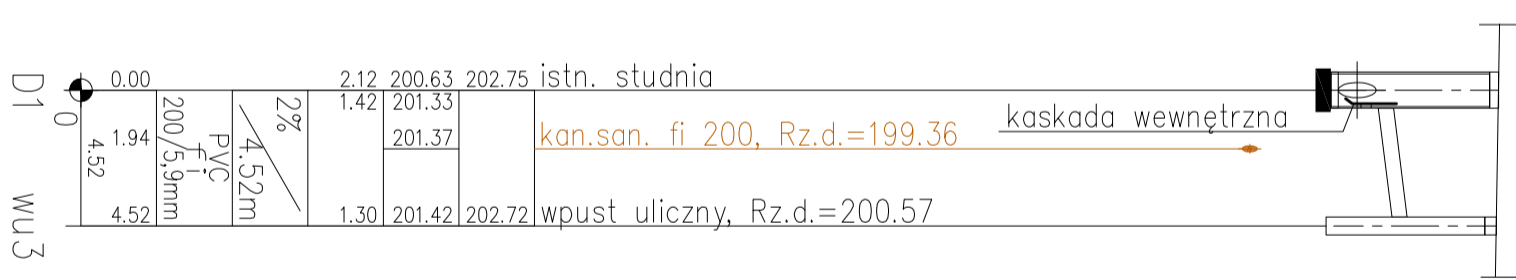 0.00 2.12 200.63 202.75 istn. studnia
1.42 201.33
kaskada wewnętrzna
1.94 201.37 kan.san. fi 200, Rz.d.=199.36
4.52 1.30 201.42 202.72 wpust uliczny, Rz.d.=200.57
D1
wu3
0
4.52
PVC
fi
200/5,9mm
2%
4.52m